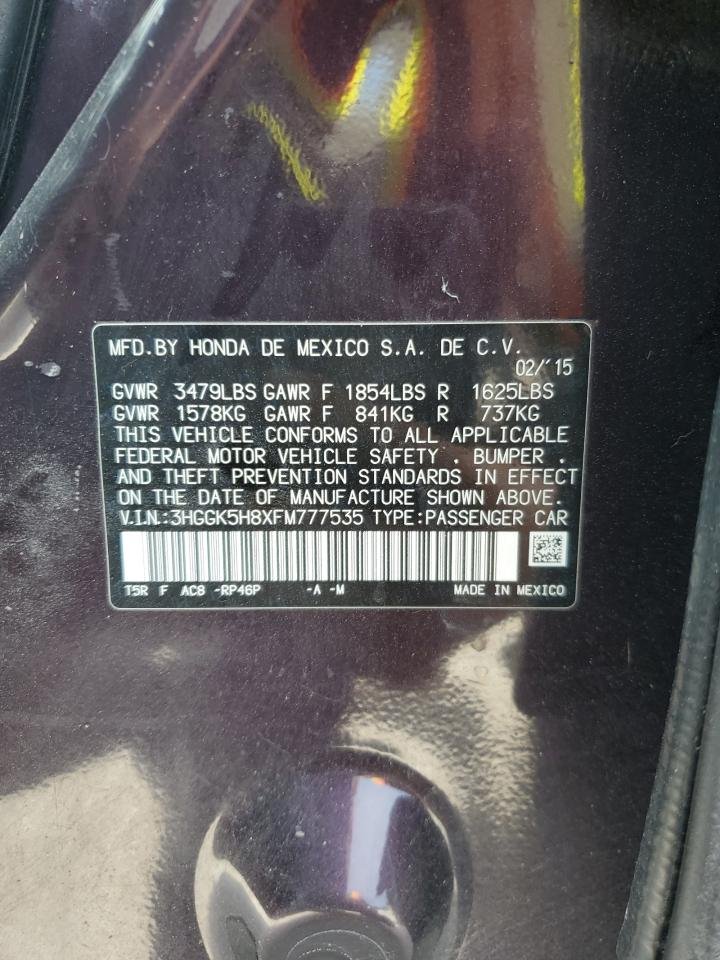 MFD.BY HONDA DE MEXICO S.A. DE C.V.
02/´15
GVWR 3479LBS GAWR F 1854LBS R 1625LBS
GVWR 1578KG GAWR F 841KG R 737KG
THIS VEHICLE CONFORMS TO ALL APPLICABLE
FEDERAL MOTOR VEHICLE SAFETY , BUMPER ,
AND THEFT PREVENTION STANDARDS IN EFFECT
ON THE DATE OF MANUFACTURE SHOWN ABOVE.
V.I.N.:3HGGK5H8XFM777535 TYPE:PASSENGER CAR
T5R F AC8 -RP46P -A -M MADE IN MEXICO